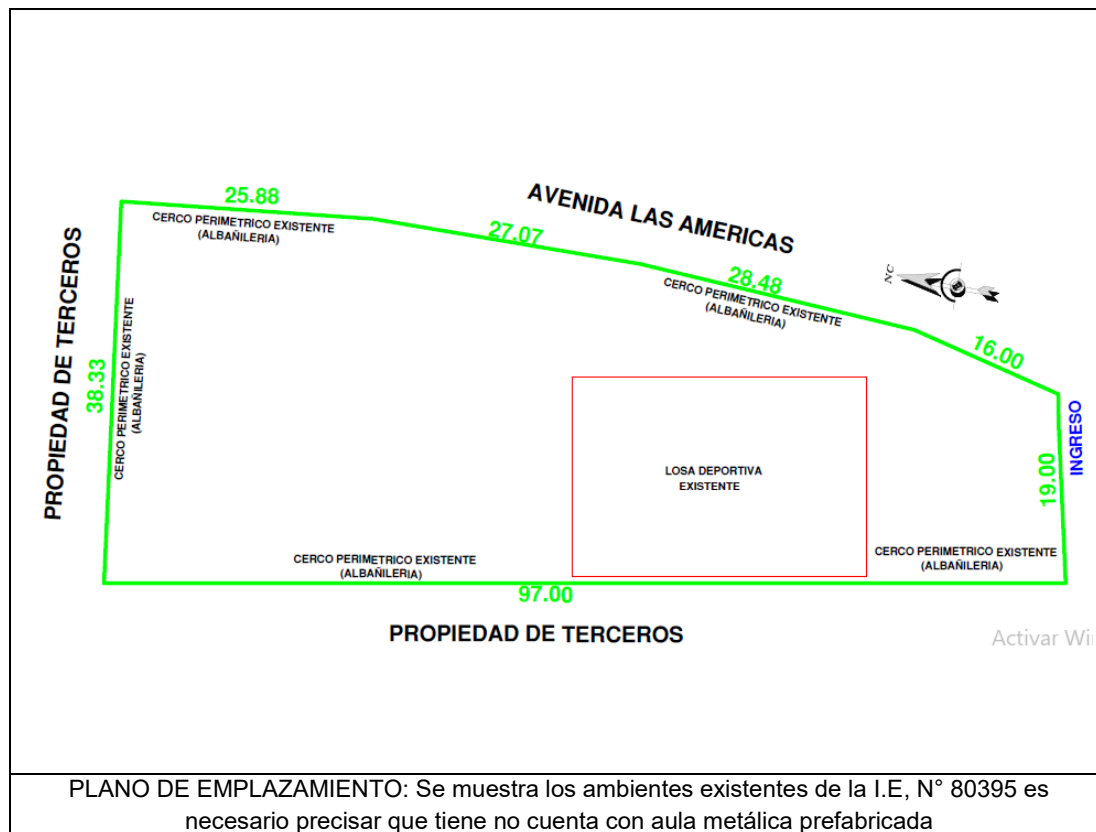 25.88
CERCO PERIMETRICO EXISTENTE
(ALBAÑILERIA)
AVENIDA LAS AMERICAS
27.07
28.48
CERCO PERIMETRICO EXISTENTE
(ALBAÑILERIA)
NC
16.00
PROPIEDAD DE TERCEROS
38.33
CERCO PERIMETRICO EXISTENTE
(ALBAÑILERIA)
LOSA DEPORTIVA
EXISTENTE
19.00
INGRESO
CERCO PERIMETRICO EXISTENTE
(ALBAÑILERIA)
CERCO PERIMETRICO EXISTENTE
(ALBAÑILERIA)
97.00
PROPIEDAD DE TERCEROS
Activar Wi
PLANO DE EMPLAZAMIENTO: Se muestra los ambientes existentes de la I.E, N° 80395 es
necesario precisar que tiene no cuenta con aula metálica prefabricada